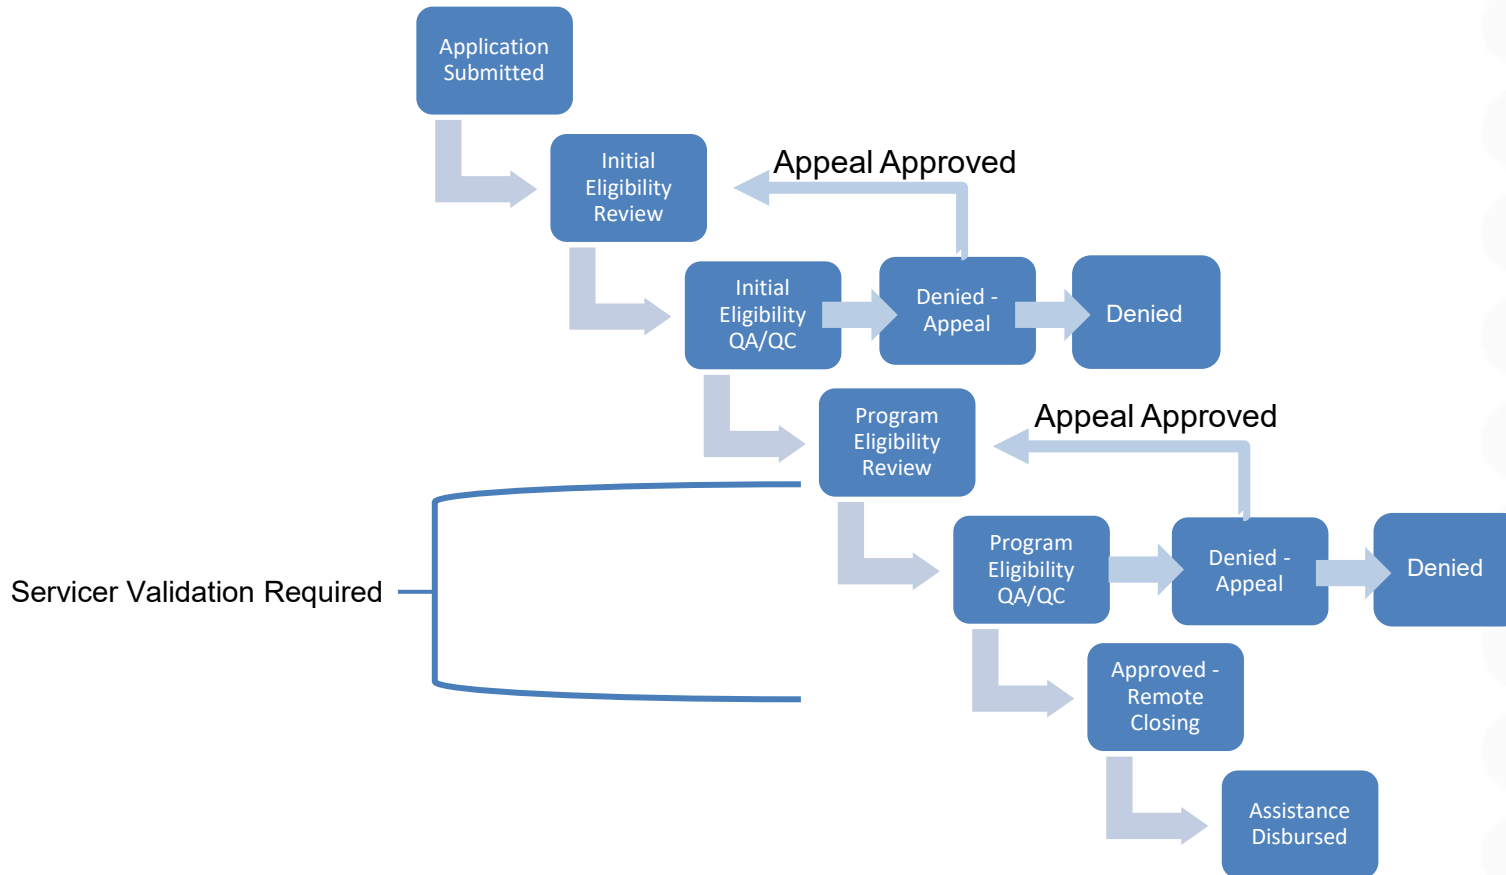 Application
Submitted
Initial
Eligibility
Review
Appeal Approved
Initial
Eligibility
QA/QC
Denied -
Appeal
Denied
Program
Eligibility
Review
Appeal Approved
Servicer Validation Required
Program
Eligibility
QA/QC
Denied -
Appeal
Denied
Approved -
Remote
Closing
Assistance
Disbursed